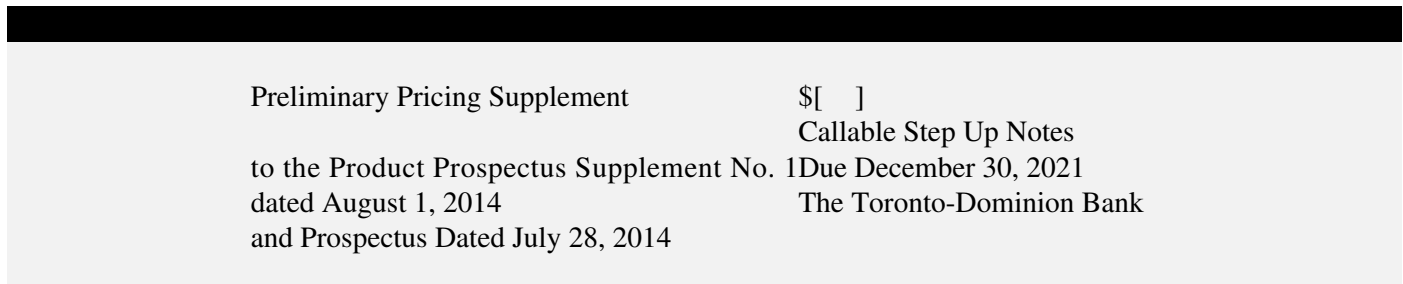 Preliminary Pricing Supplement
to the Product Prospectus Supplement No. 1
dated August 1, 2014
and Prospectus Dated July 28, 2014
$[ ]
Callable Step Up Notes
Due December 30, 2021
The Toronto-Dominion Bank